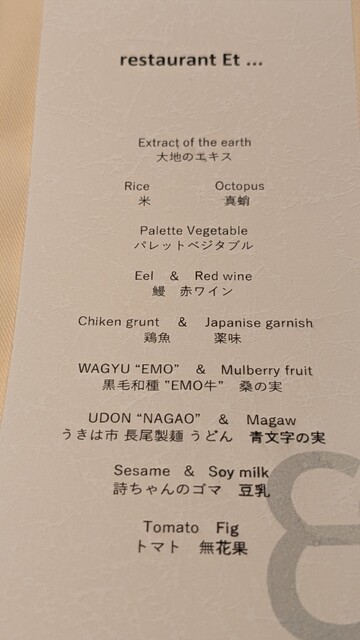 restaurant Et ...
Extract of the earth
大地のエキス
Rice Octopus
米 真蛸
Palette Vegetable
パレットベジタブル
Eel & Red wine
鰻 赤ワイン
Chiken grunt & Japanise garnish
鶏魚 薬味
WAGYU “EMO” & Mulberry fruit
黒毛和種 ”EMO牛” 桑の実
UDON “NAGAO” & Magaw
うきは市 長尾製麺 うどん 青文字の実
Sesame & Soy milk
詩ちゃんのゴマ 豆乳
Tomato Fig
トマト 無花果